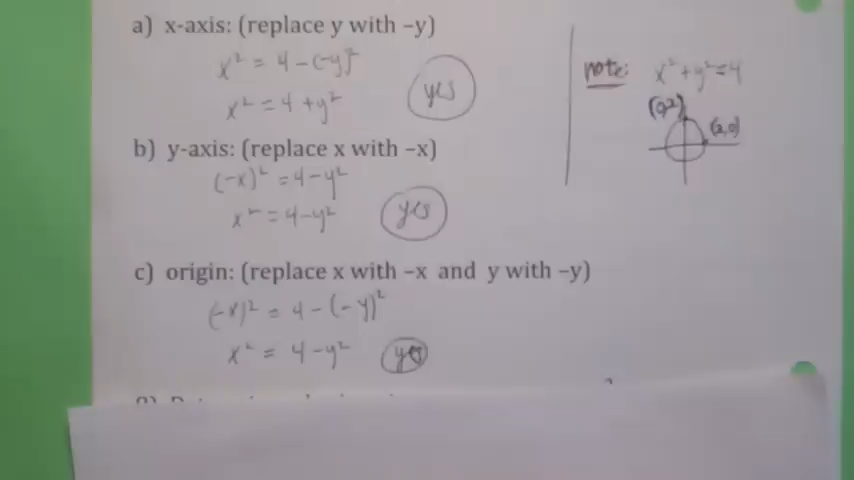 a) x-axis: (replace y with –y)
x² = 4 – (-y)²
x² = 4 + y²
yes
note: x² + y² = 4
(0,2)
(2,0)
b) y-axis: (replace x with –x)
(-x)² = 4 – y²
x² = 4 – y²
yes
c) origin: (replace x with –x and y with –y)
(-x)² = 4 – (-y)²
x² = 4 – y²
yes